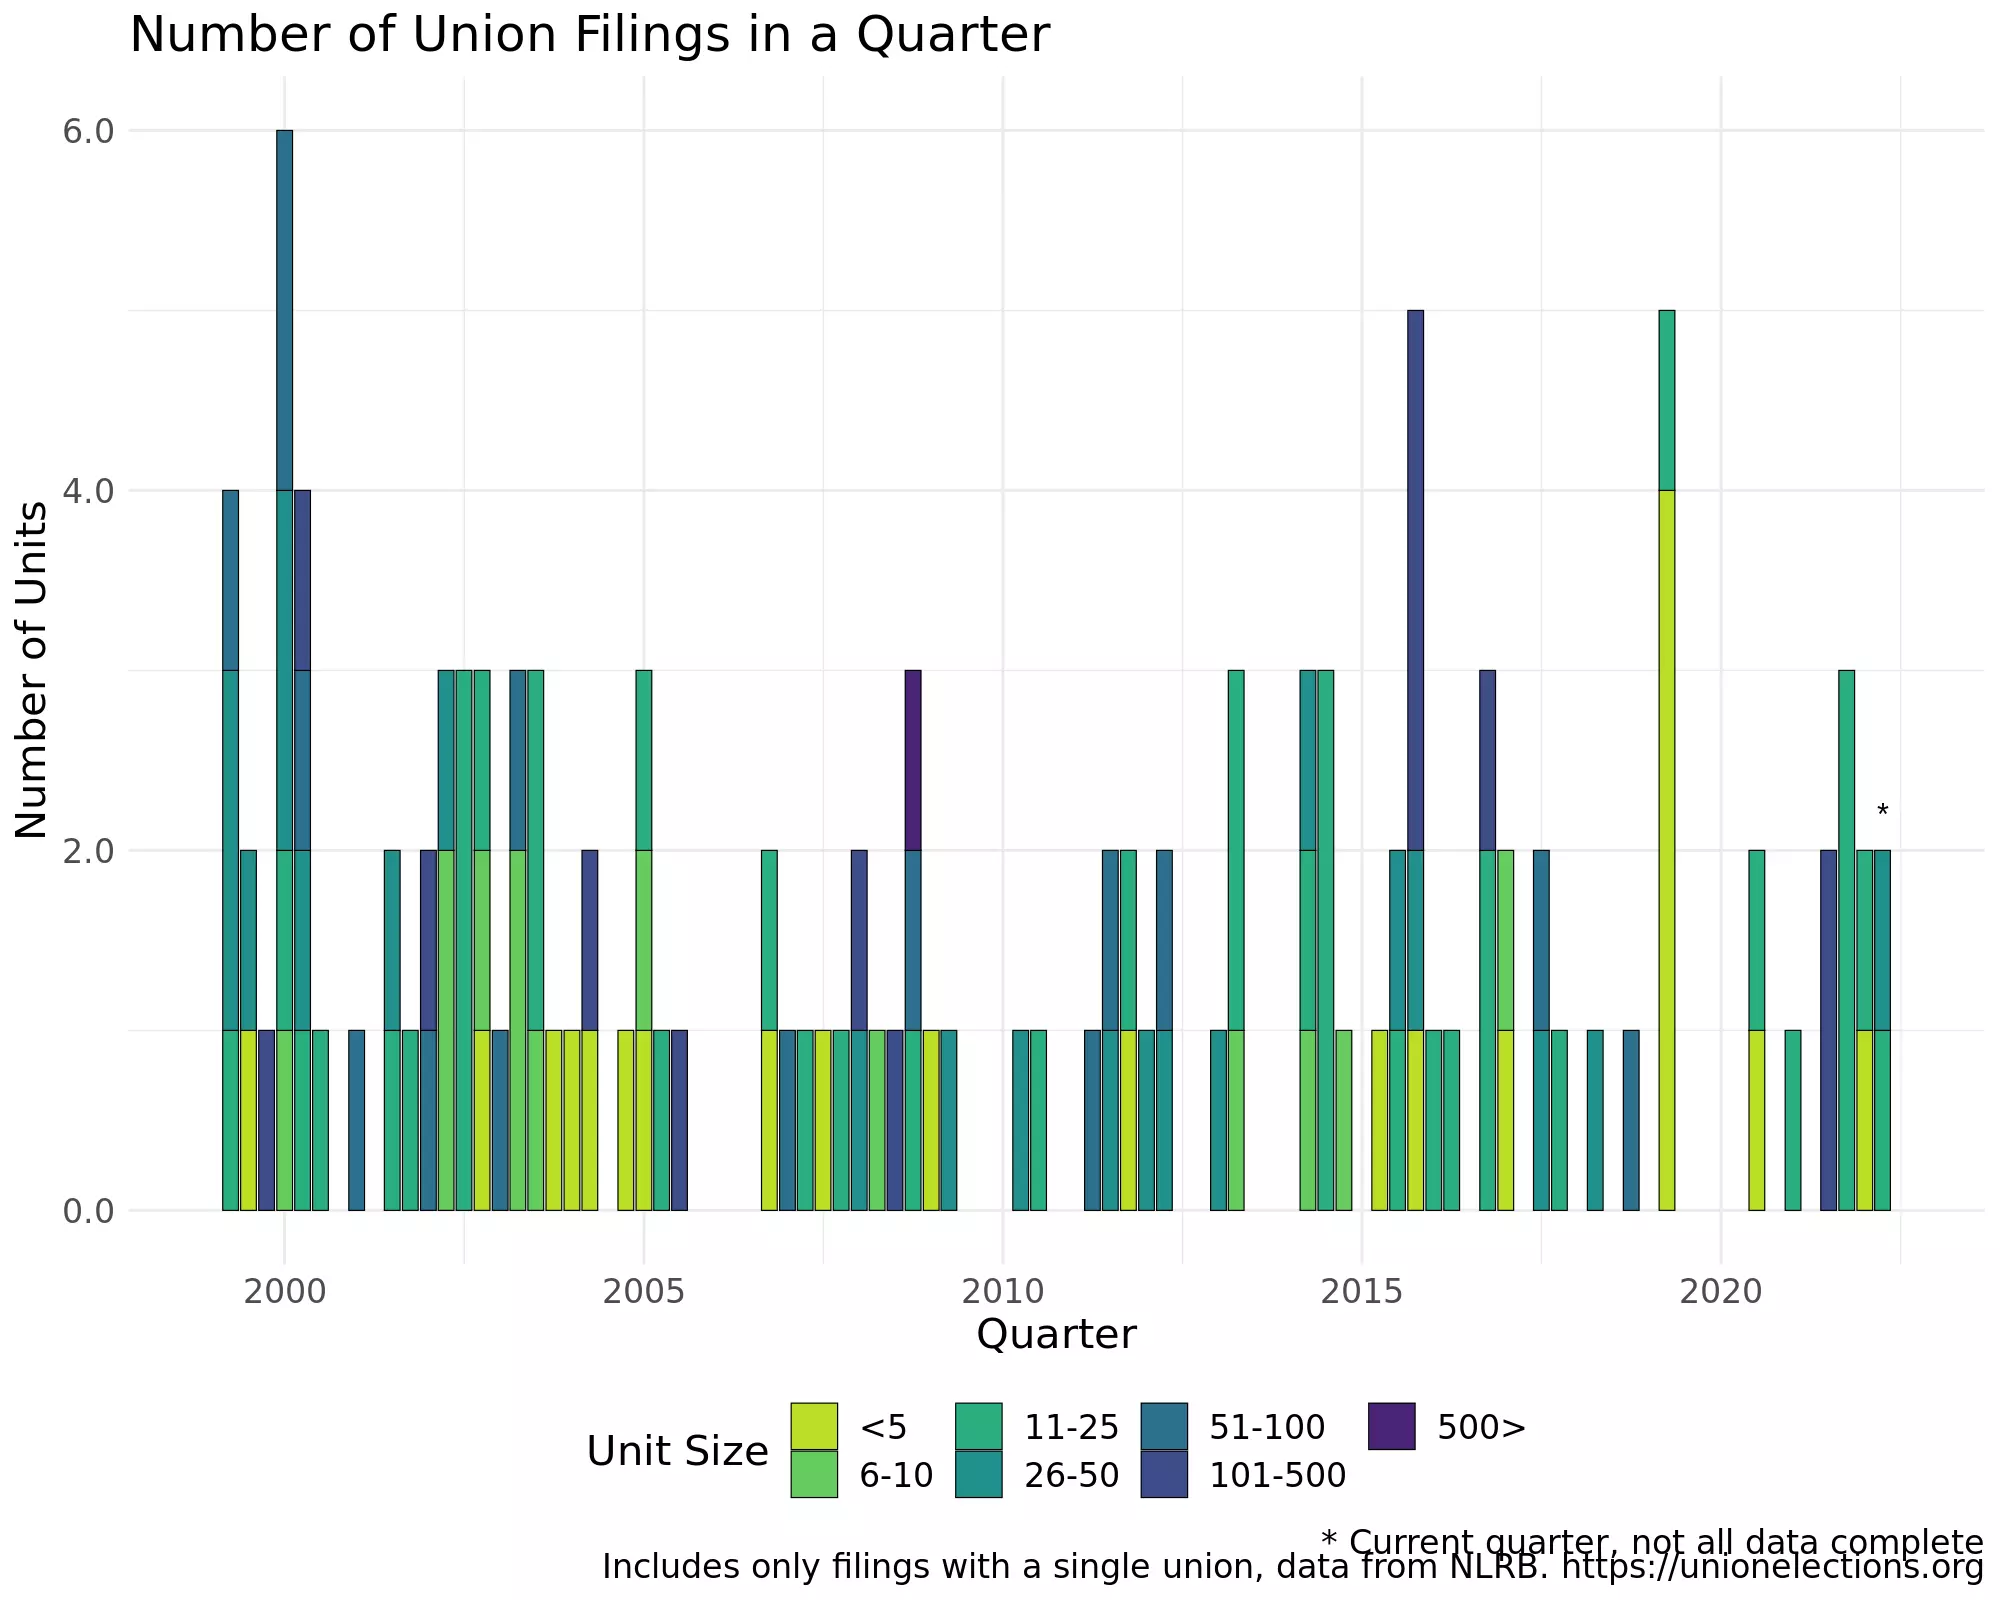 Number of Union Filings in a Quarter
6.0
4.0
2.0
0.0
Number of Units
*
2000 2005 2010 2015 2020
Quarter
Unit Size
<5 11-25 51-100 500>
6-10 26-50 101-500
* Current quarter, not all data complete
Includes only filings with a single union, data from NLRB. https://unionelections.org